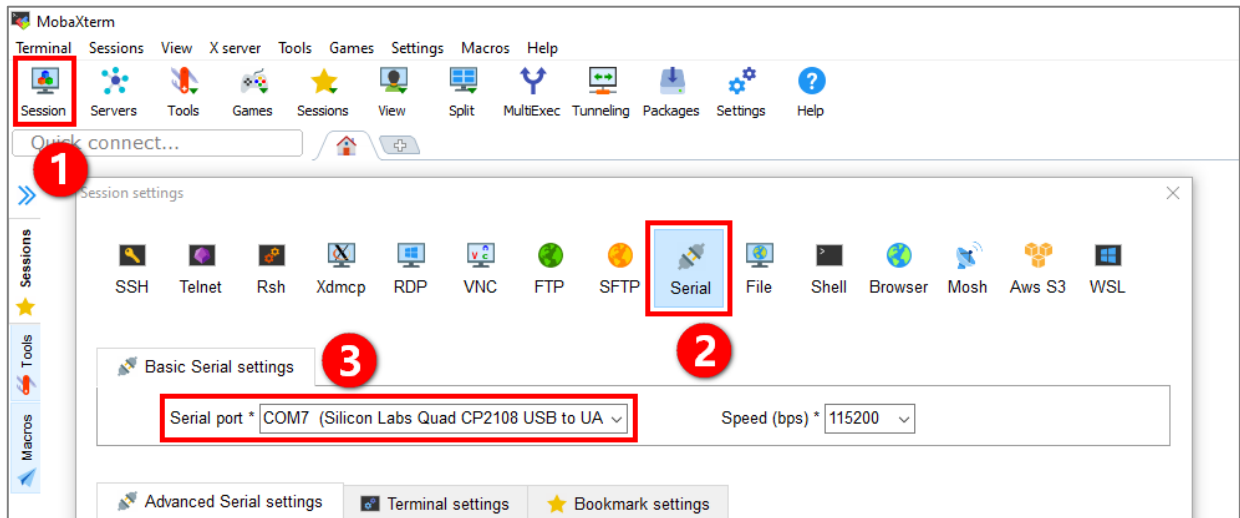 MobaXterm
Terminal Sessions View X server Tools Games Settings Macros Help
Session Servers Tools Games Sessions View Split MultiExec Tunneling Packages Settings Help
Quick connect...
1
Session settings
Sessions
SSH Telnet Rsh Xdmcp RDP VNC FTP SFTP Serial File Shell Browser Mosh Aws S3 WSL
2
3
Tools
Basic Serial settings
Serial port * COM7 (Silicon Labs Quad CP2108 USB to UA Speed (bps) * 115200
Macros
Advanced Serial settings Terminal settings Bookmark settings